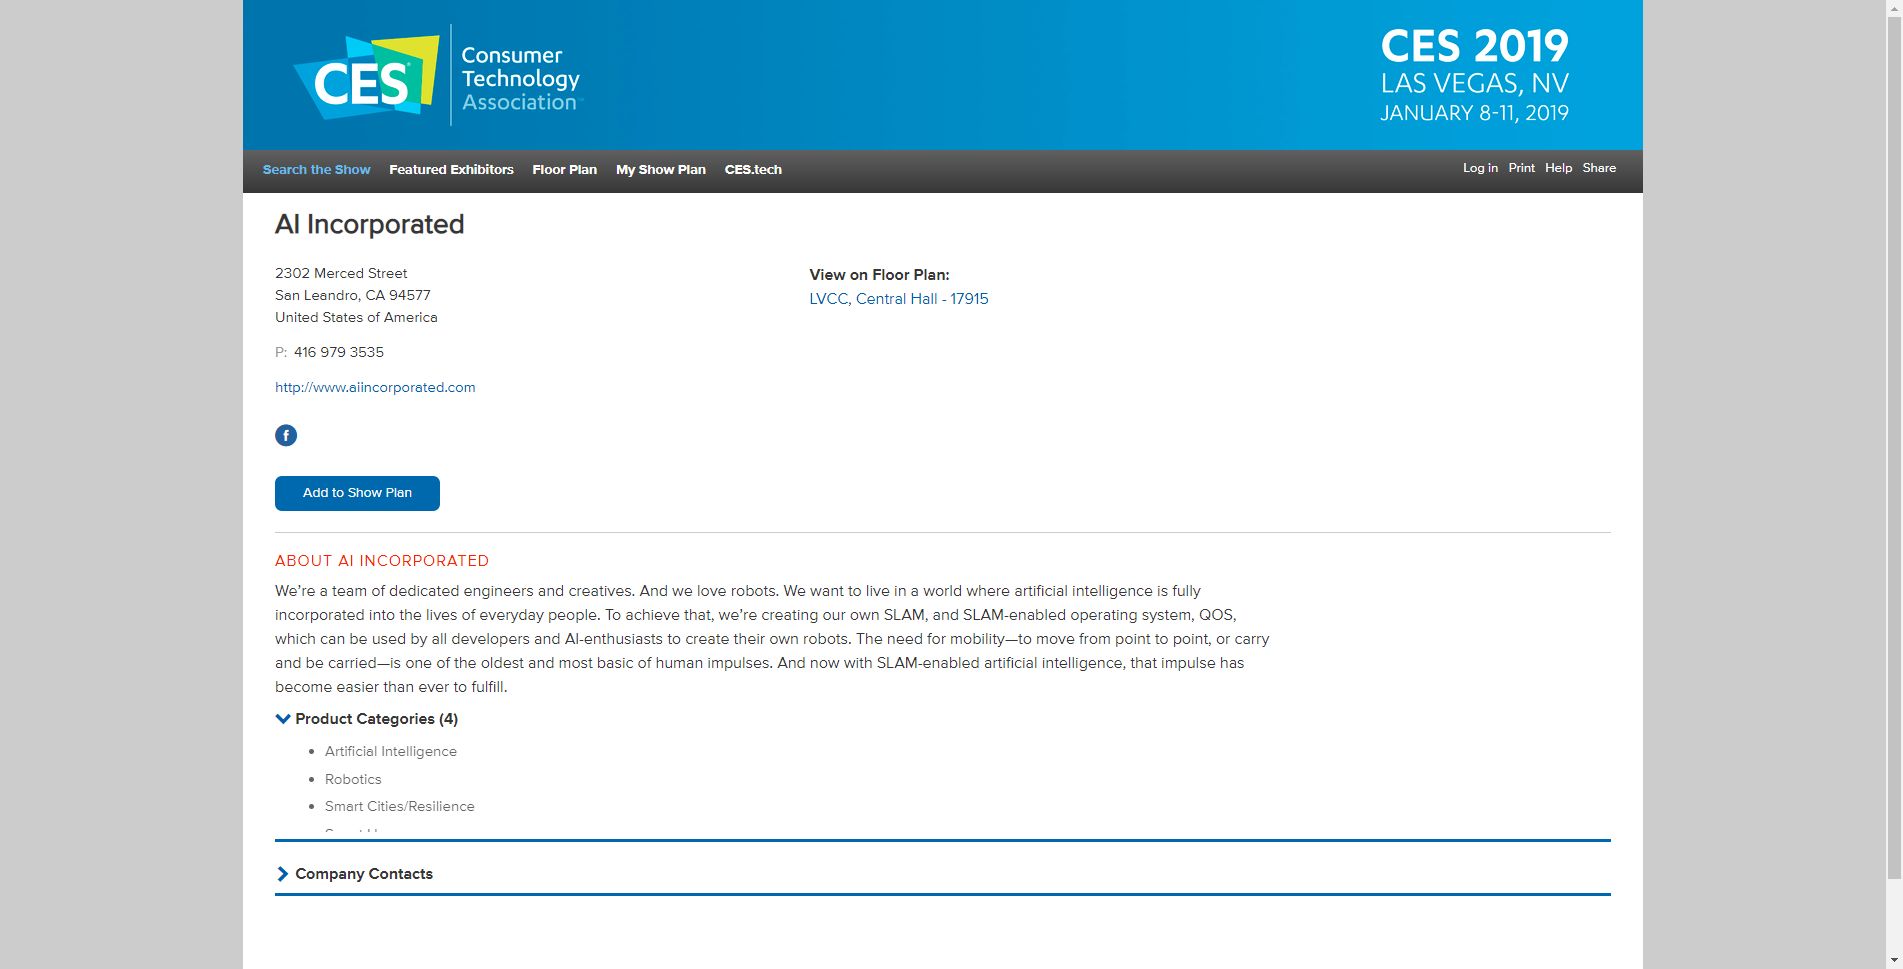 CES
Consumer
Technology
Association
CES 2019
LAS VEGAS, NV
JANUARY 8-11, 2019
Search the Show Featured Exhibitors Floor Plan My Show Plan CES.tech Log in Print Help Share
AI Incorporated
2302 Merced Street
San Leandro, CA 94577
United States of America
P: 416 979 3535
http://www.aiincorporated.com
View on Floor Plan:
LVCC, Central Hall - 17915
f
Add to Show Plan
ABOUT AI INCORPORATED
We're a team of dedicated engineers and creatives. And we love robots. We want to live in a world where artificial intelligence is fully
incorporated into the lives of everyday people. To achieve that, we're creating our own SLAM, and SLAM-enabled operating system, QOS,
which can be used by all developers and AI-enthusiasts to create their own robots. The need for mobility—to move from point to point, or carry
and be carried—is one of the oldest and most basic of human impulses. And now with SLAM-enabled artificial intelligence, that impulse has
become easier than ever to fulfill.
Product Categories (4)
Artificial Intelligence
Robotics
Smart Cities/Resilience
Company Contacts